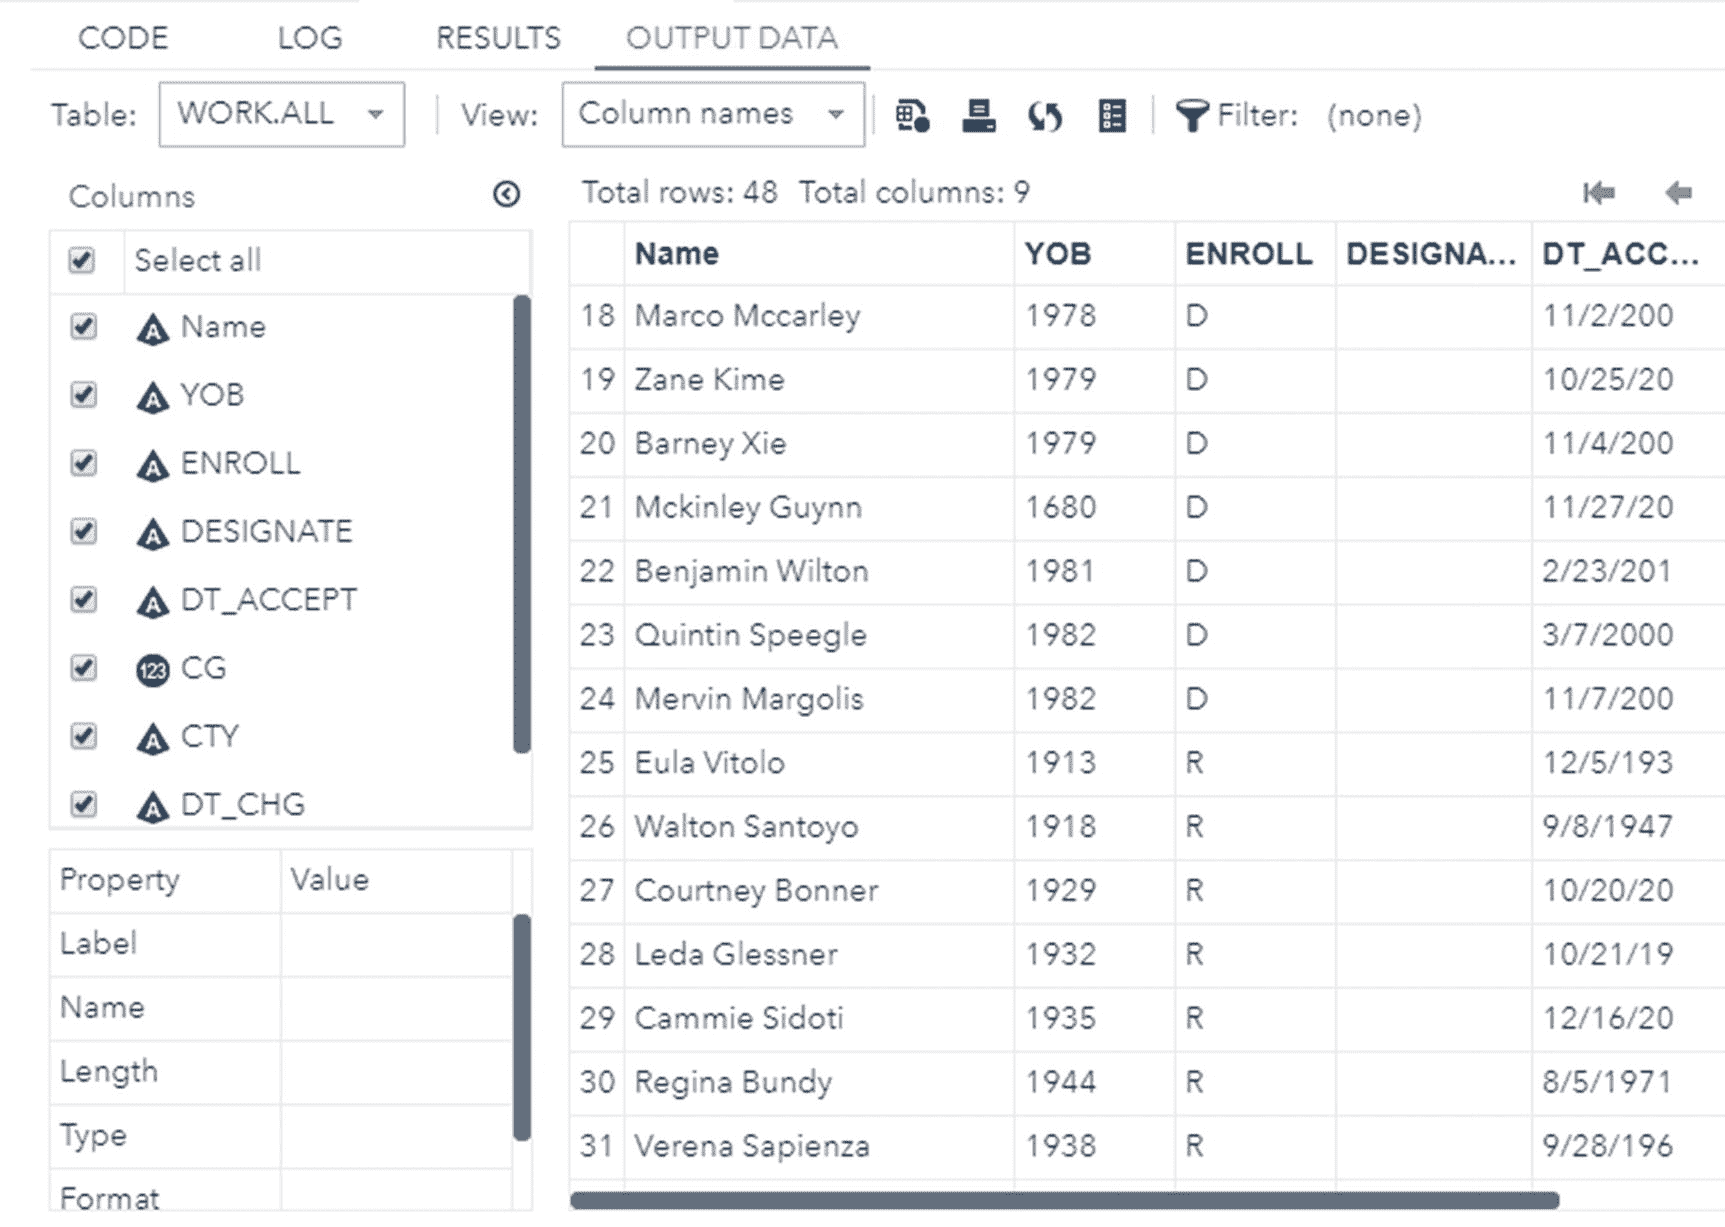 CODE LOG RESULTS OUTPUT DATA
Table: WORK.ALL View: Column names Filter: (none)
Columns
Select all
A Name
A YOB
A ENROLL
A DESIGNATE
A DT_ACCEPT
123 CG
A CTY
A DT_CHG
Property Value
Label
Name
Length
Type
Format
Total rows: 48 Total columns: 9
Name YOB ENROLL DESIGNA... DT_ACC...
18 Marco Mccarley 1978 D 11/2/200
19 Zane Kime 1979 D 10/25/20
20 Barney Xie 1979 D 11/4/200
21 Mckinley Guynn 1680 D 11/27/20
22 Benjamin Wilton 1981 D 2/23/201
23 Quintin Speegle 1982 D 3/7/2000
24 Mervin Margolis 1982 D 11/7/200
25 Eula Vitolo 1913 R 12/5/193
26 Walton Santoyo 1918 R 9/8/1947
27 Courtney Bonner 1929 R 10/20/20
28 Leda Glessner 1932 R 10/21/19
29 Cammie Sidoti 1935 R 12/16/20
30 Regina Bundy 1944 R 8/5/1971
31 Verena Sapienza 1938 R 9/28/196